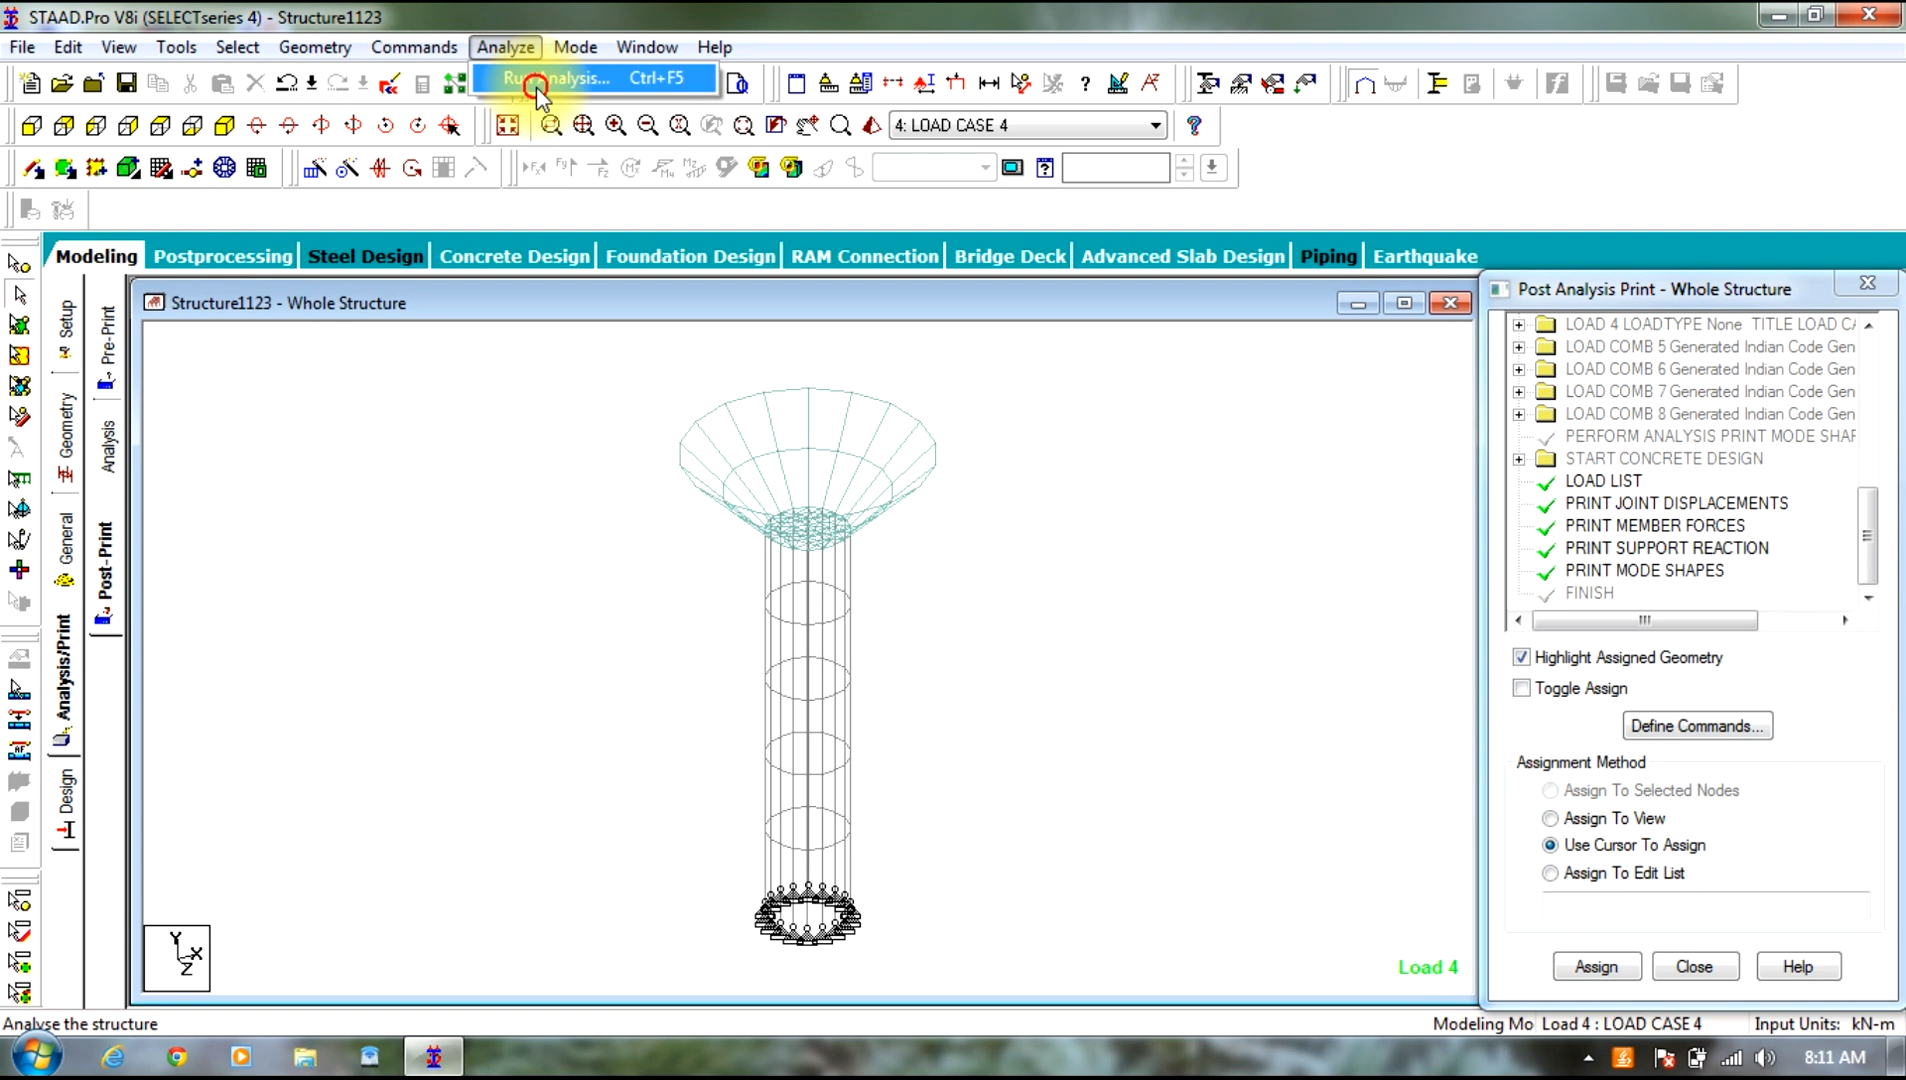 STAAD.Pro V8i (SELECTseries 4) - Structure1123
File Edit View Tools Select Geometry Commands Analyze Mode Window Help
Run Analysis... Ctrl+F5
4: LOAD CASE 4
Modeling Postprocessing Steel Design Concrete Design Foundation Design RAM Connection Bridge Deck Advanced Slab Design Piping Earthquake
Setup
Geometry
General
Analysis/Print
Design
Pre-Print
Analysis
Post-Print
Structure1123 - Whole Structure
Y
X
Z
Load 4
Post Analysis Print - Whole Structure
LOAD 4 LOADTYPE None TITLE LOAD CA
LOAD COMB 5 Generated Indian Code Gen
LOAD COMB 6 Generated Indian Code Gen
LOAD COMB 7 Generated Indian Code Gen
LOAD COMB 8 Generated Indian Code Gen
PERFORM ANALYSIS PRINT MODE SHAP
START CONCRETE DESIGN
LOAD LIST
PRINT JOINT DISPLACEMENTS
PRINT MEMBER FORCES
PRINT SUPPORT REACTION
PRINT MODE SHAPES
FINISH
Highlight Assigned Geometry
Toggle Assign
Define Commands...
Assignment Method
Assign To Selected Nodes
Assign To View
Use Cursor To Assign
Assign To Edit List
Assign Close Help
Analyse the structure
Modeling Mo Load 4 : LOAD CASE 4 Input Units: kN-m
8:11 AM